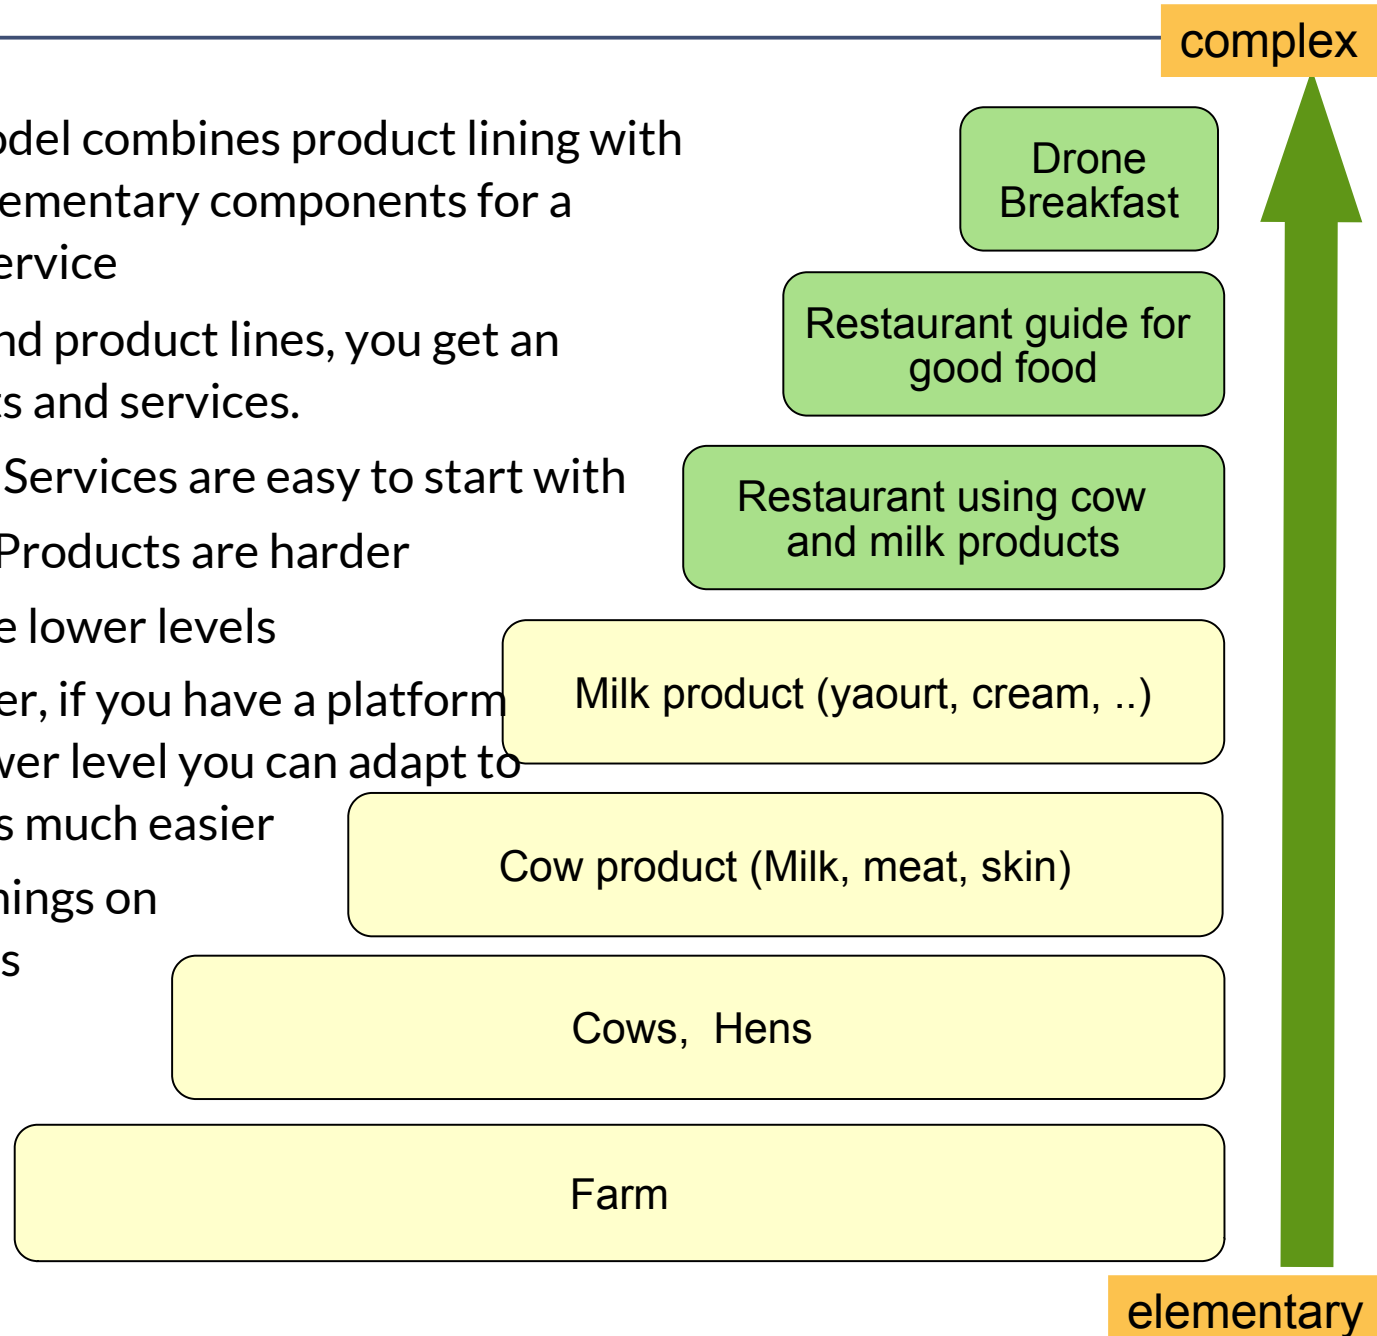 complex
odel combines product lining with
ementary components for a
ervice
nd product lines, you get an
ts and services.
Services are easy to start with
Products are harder
e lower levels
er, if you have a platform
wer level you can adapt to
s much easier
nings on
s
Drone
Breakfast
Restaurant guide for
good food
Restaurant using cow
and milk products
Milk product (yaourt, cream, ..)
Cow product (Milk, meat, skin)
Cows, Hens
Farm
elementary